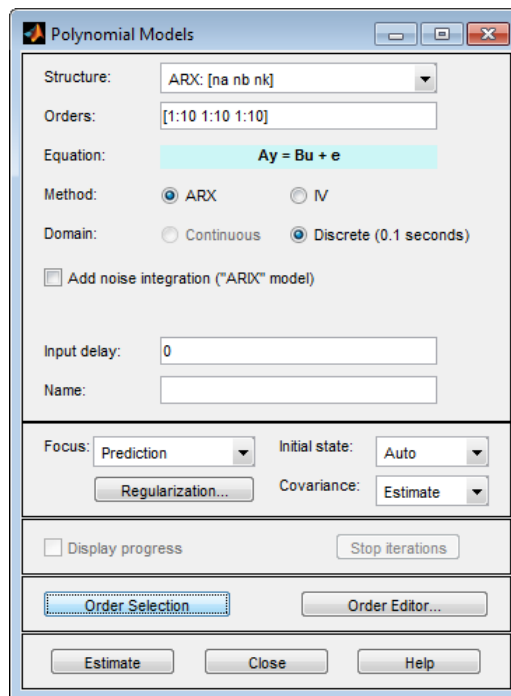 Polynomial Models
Structure: ARX: [na nb nk]
Orders: [1:10 1:10 1:10]
Equation: Ay = Bu + e
Method: ARX IV
Domain: Continuous Discrete (0.1 seconds)
Add noise integration ("ARIX" model)
Input delay: 0
Name:
Focus: Prediction Initial state: Auto
Regularization... Covariance: Estimate
Display progress Stop iterations
Order Selection Order Editor...
Estimate Close Help